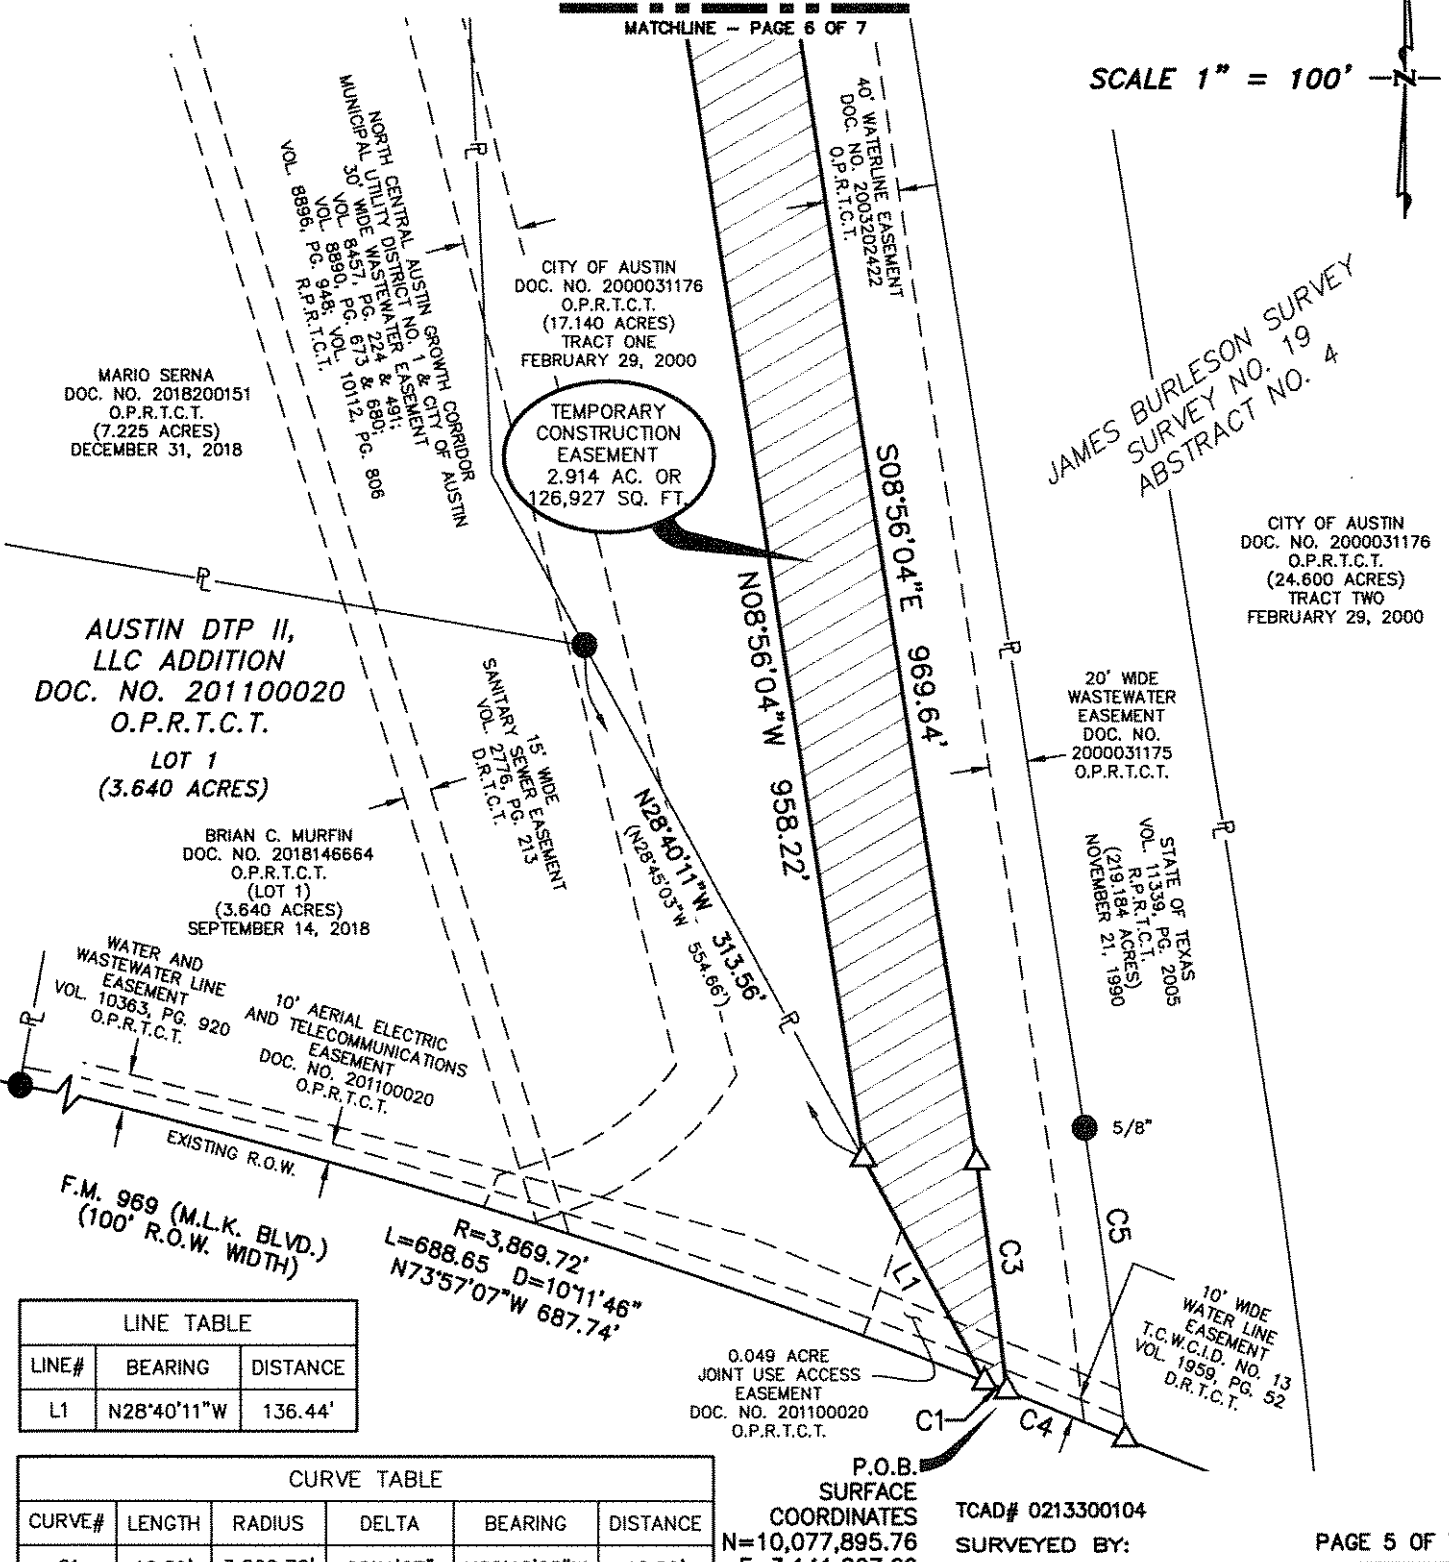 MATCHLINE – PAGE 6 OF 7
SCALE 1" = 100'
N
NORTH CENTRAL AUSTIN GROWTH CORRIDOR
MUNICIPAL UTILITY DISTRICT NO. 1 & CITY OF AUSTIN
30' WIDE WASTEWATER EASEMENT
VOL. 8457, PG. 224 & 491;
VOL. 8890, PG. 673 & 680;
VOL. 8896, PG. 948; VOL. 10112, PG. 806
R.P.R.T.C.T.
40' WATERLINE EASEMENT
DOC. NO. 2003202422
O.P.R.T.C.T.
CITY OF AUSTIN
DOC. NO. 2000031176
O.P.R.T.C.T.
(17.140 ACRES)
TRACT ONE
FEBRUARY 29, 2000
JAMES BURLESON SURVEY
SURVEY NO. 19
ABSTRACT NO. 4
MARIO SERNA
DOC. NO. 2018200151
O.P.R.T.C.T.
(7.225 ACRES)
DECEMBER 31, 2018
TEMPORARY
CONSTRUCTION
EASEMENT
2.914 AC. OR
126,927 SQ. FT.
S08°56'04"E 969.64'
N08°56'04"W 958.22'
CITY OF AUSTIN
DOC. NO. 2000031176
O.P.R.T.C.T.
(24.600 ACRES)
TRACT TWO
FEBRUARY 29, 2000
PL
PL
PL
PL
PL
PL
AUSTIN DTP II,
LLC ADDITION
DOC. NO. 201100020
O.P.R.T.C.T.
LOT 1
(3.640 ACRES)
15' WIDE
SANITARY SEWER EASEMENT
VOL. 2776, PG. 213
D.R.T.C.T.
20' WIDE
WASTEWATER
EASEMENT
DOC. NO.
2000031175
O.P.R.T.C.T.
N28°40'11"W 313.56'
(N28°45'03"W 554.66')
BRIAN C. MURFIN
DOC. NO. 2018146664
O.P.R.T.C.T.
(LOT 1)
(3.640 ACRES)
SEPTEMBER 14, 2018
STATE OF TEXAS
VOL. 11339, PG. 2005
R.P.R.T.C.T.
(219.184 ACRES)
NOVEMBER 21, 1990
WATER AND
WASTEWATER LINE
EASEMENT
VOL. 10363, PG. 920
O.P.R.T.C.T.
10' AERIAL ELECTRIC
AND TELECOMMUNICATIONS
EASEMENT
DOC. NO. 201100020
O.P.R.T.C.T.
5/8"
EXISTING R.O.W.
F.M. 969 (M.L.K. BLVD.)
(100' R.O.W. WIDTH)
R=3,869.72'
L=688.65 D=10°11'46"
N73°57'07"W 687.74'
L1
C3
C5
10' WIDE
WATER LINE
EASEMENT
T.C.W.C.I.D. NO. 13
VOL. 1959, PG. 52
D.R.T.C.T.
0.049 ACRE
JOINT USE ACCESS
EASEMENT
DOC. NO. 201100020
O.P.R.T.C.T.
C1
C4
LINE TABLE
LINE# BEARING DISTANCE
L1 N28°40'11"W 136.44'
CURVE TABLE
CURVE# LENGTH RADIUS DELTA BEARING DISTANCE
P.O.B.
SURFACE
COORDINATES
N=10,077,895.76
TCAD# 0213300104
SURVEYED BY:
PAGE 5 OF